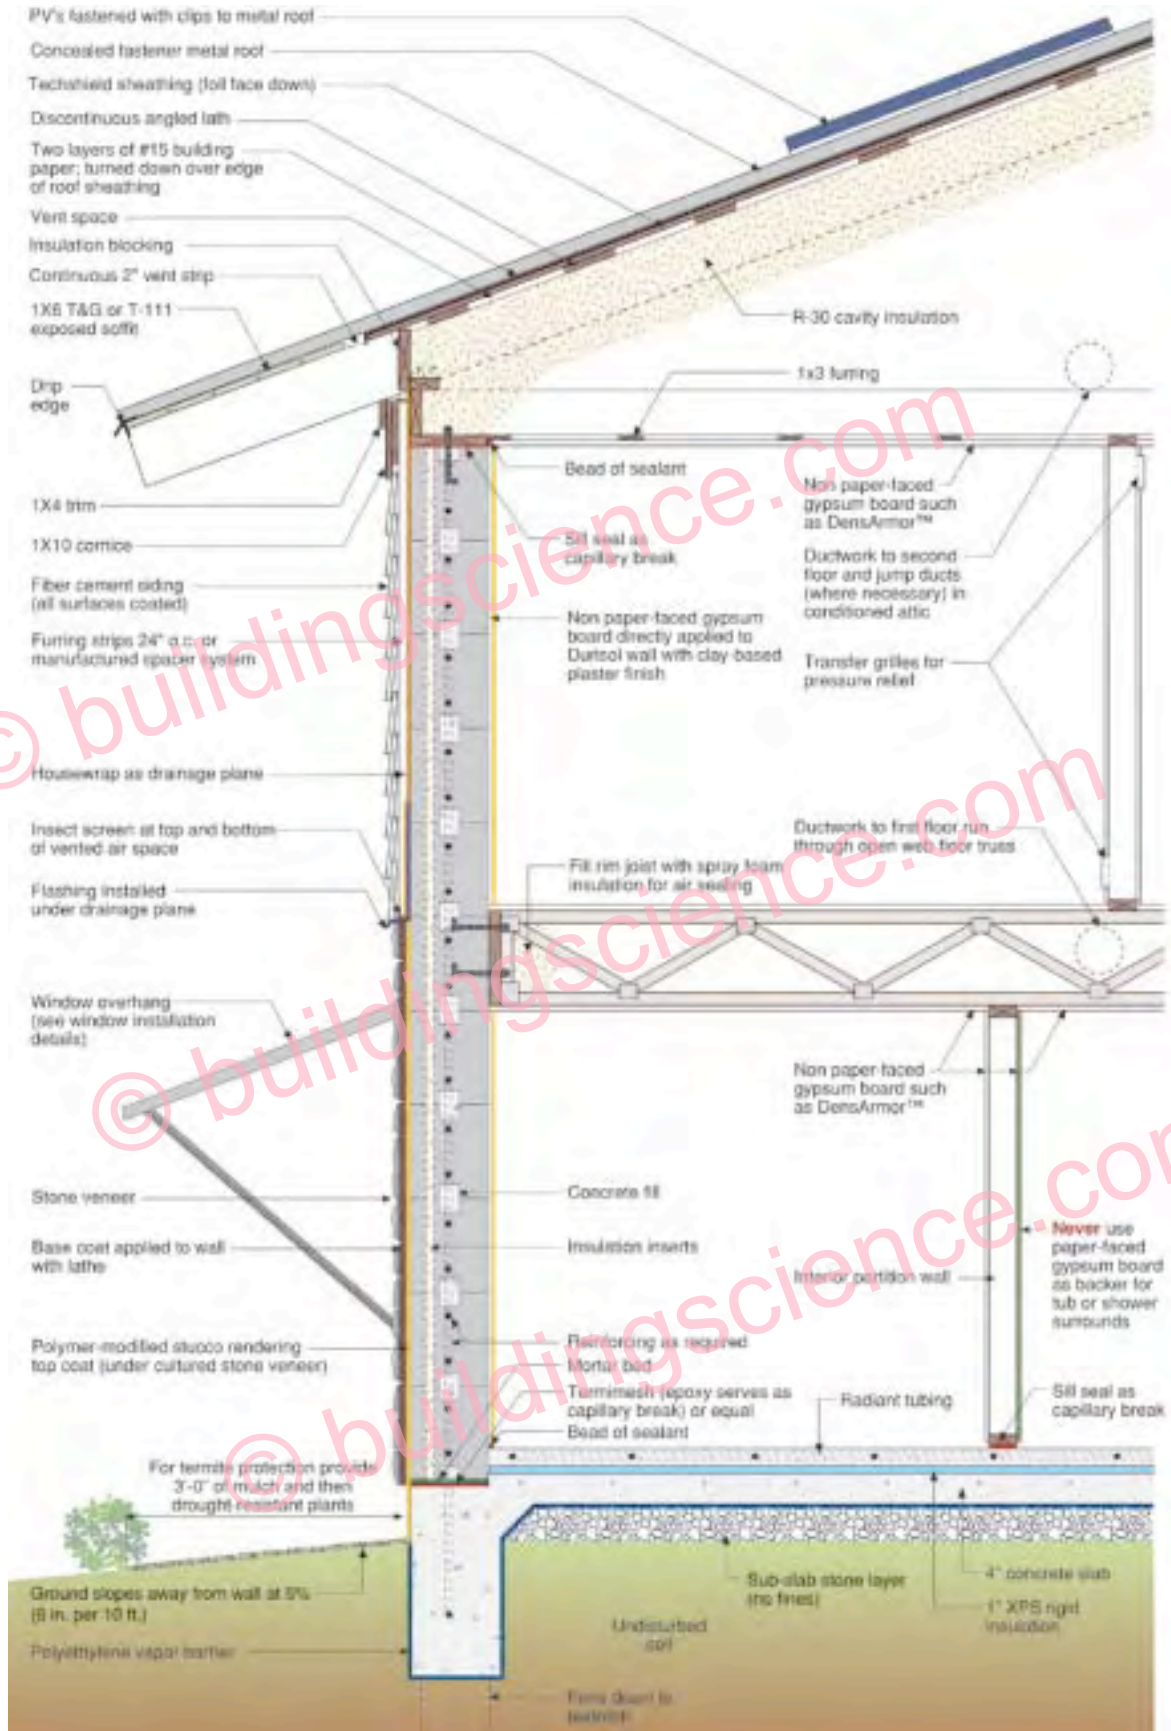 PV's fastened with clips to metal roof
Concealed fastener metal roof
Techshield sheathing (foil face down)
Discontinuous angled lath
Two layers of #15 building
paper; turned down over edge
of roof sheathing
Vent space
Insulation blocking
Continuous 2" vent strip
1X6 T&G or T-111
exposed soffit
R-30 cavity insulation
Drip
edge
1x3 furring
Bead of sealant
1X4 trim
Non paper-faced
gypsum board such
as DensArmor™
1X10 cornice
Sill seal as
capillary break
Ductwork to second
floor and jump ducts
(where necessary) in
conditioned attic
Fiber cement siding
(all surfaces coated)
Non paper-faced gypsum
board directly applied to
Durisol wall with clay-based
plaster finish
Furring strips 24" o.c. or
manufactured spacer system
Transfer grilles for
pressure relief
© buildingscience.com
Housewrap as drainage plane
Insect screen at top and bottom
of vented air space
Ductwork to first floor run
through open web floor truss
Fill rim joist with spray foam
insulation for air sealing
Flashing installed
under drainage plane
Window overhang
(see window installation
details)
© buildingscience.com
Non paper-faced
gypsum board such
as DensArmor™
Stone veneer
Concrete fill
Never use
paper-faced
gypsum board
as backer for
tub or shower
surrounds
Base coat applied to wall
with lathe
Insulation inserts
Interior partition wall
Reinforcing as required
Polymer-modified stucco rendering
top coat (under cultured stone veneer)
Mortar bed
Termimesh (epoxy serves as
capillary break) or equal
Radiant tubing
Sill seal as
capillary break
Bead of sealant
© buildingscience.com
For termite protection provide
3'-0" of mulch and then
drought-resistant plants
Ground slopes away from wall at 5%
(6 in. per 10 ft.)
Sub-slab stone layer
(no fines)
4" concrete slab
1" XPS rigid
insulation
Undisturbed
soil
Polyethylene vapor barrier
down to